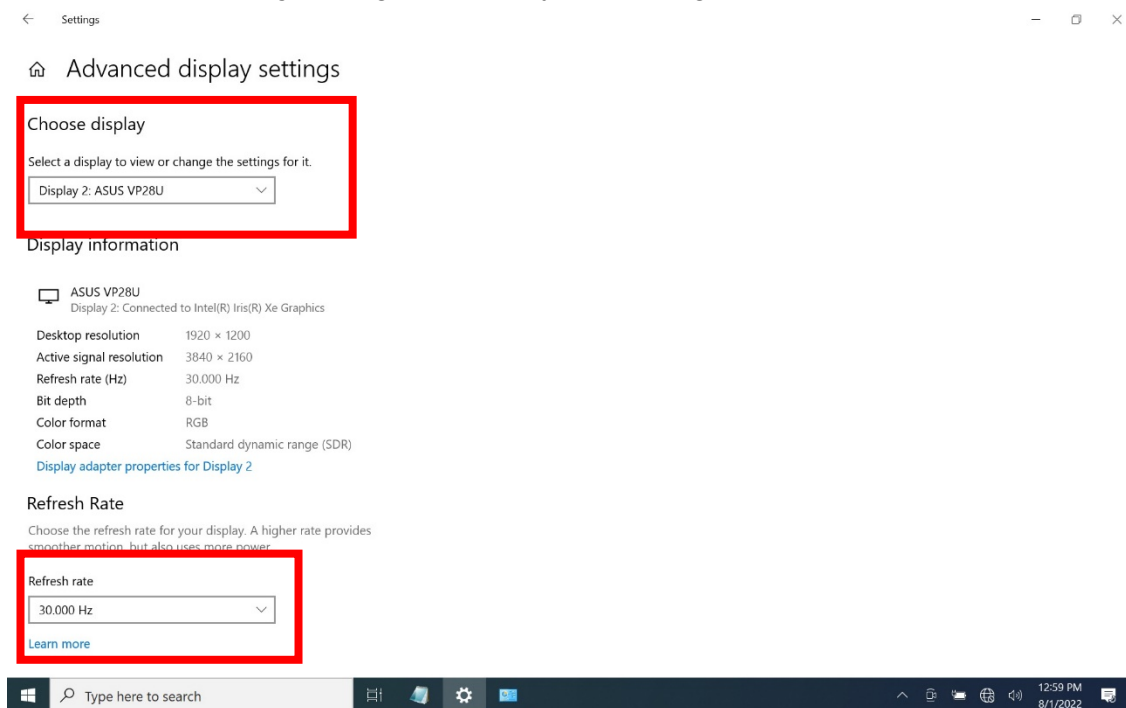 Settings
Advanced display settings
Choose display
Select a display to view or change the settings for it.
Display 2: ASUS VP28U
Display information
ASUS VP28U
Display 2: Connected to Intel(R) Iris(R) Xe Graphics
Desktop resolution 1920 × 1200
Active signal resolution 3840 × 2160
Refresh rate (Hz) 30.000 Hz
Bit depth 8-bit
Color format RGB
Color space Standard dynamic range (SDR)
Display adapter properties for Display 2
Refresh Rate
Choose the refresh rate for your display. A higher rate provides
smoother motion, but also uses more power
Refresh rate
30.000 Hz
Learn more
Type here to search
12:59 PM
8/1/2022